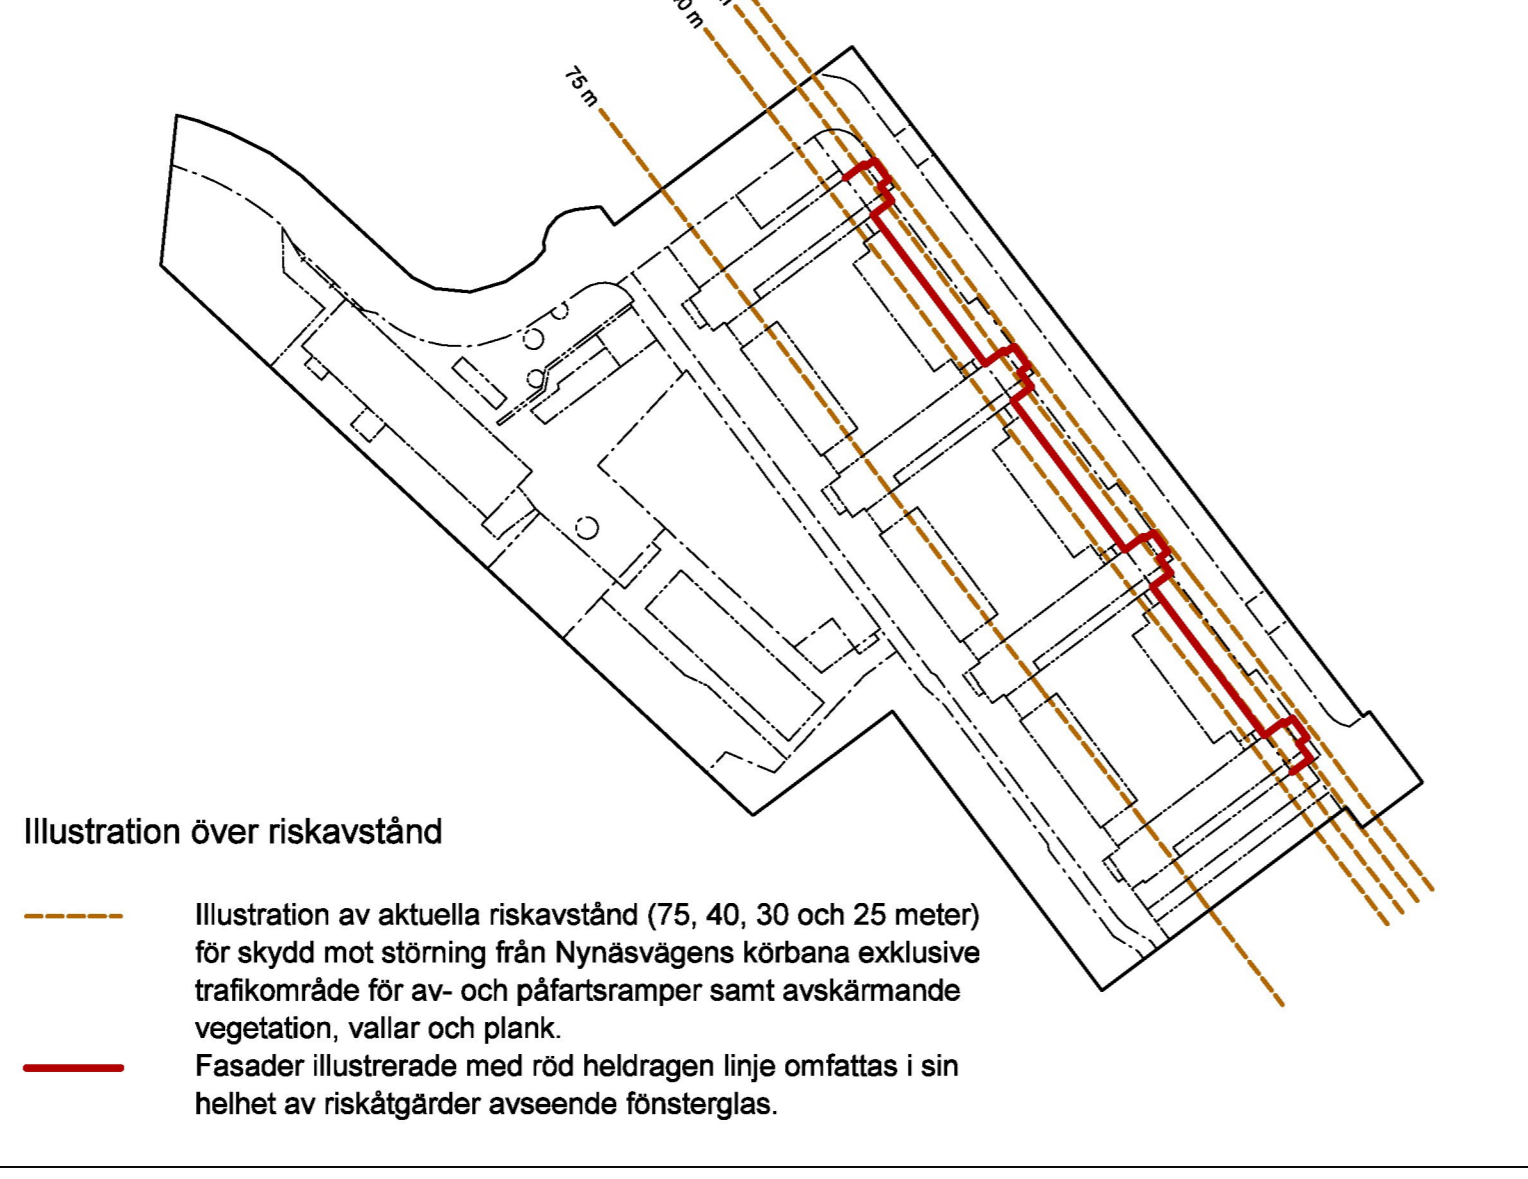 0 m
75 m
Illustration över riskavstånd
Illustration av aktuella riskavstånd (75, 40, 30 och 25 meter)
för skydd mot störning från Nynäsvägens körbana exklusive
trafikområde för av- och påfartsramper samt avskärmande
vegetation, vallar och plank.
Fasader illustrerade med röd heldragen linje omfattas i sin
helhet av riskåtgärder avseende fönsterglas.